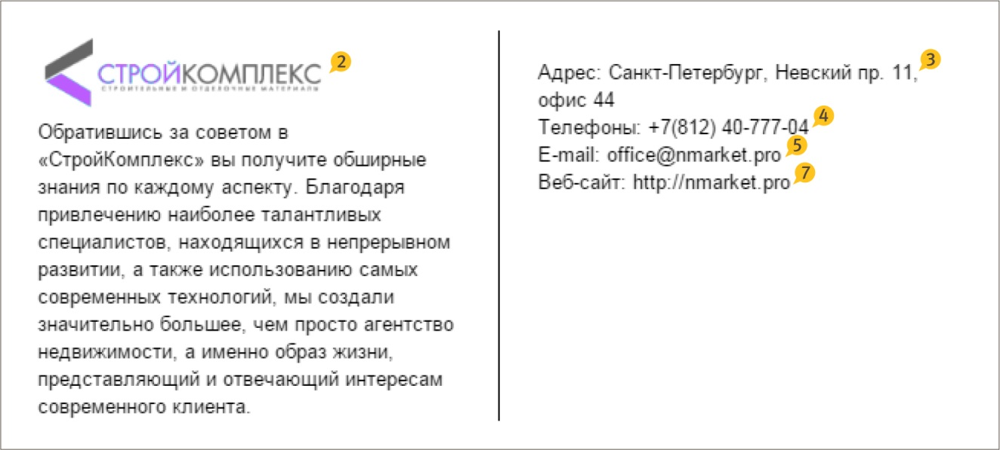 СТРОЙКОМПЛЕКС 2
СТРОИТЕЛЬНЫЕ И ОТДЕЛОЧНЫЕ МАТЕРИАЛЫ
Обратившись за советом в
«СтройКомплекс» вы получите обширные
знания по каждому аспекту. Благодаря
привлечению наиболее талантливых
специалистов, находящихся в непрерывном
развитии, а также использованию самых
современных технологий, мы создали
значительно большее, чем просто агентство
недвижимости, а именно образ жизни,
представляющий и отвечающий интересам
современного клиента.
Адрес: Санкт-Петербург, Невский пр. 11, 3
офис 44
Телефоны: +7(812) 40-777-04 4
E-mail: office@nmarket.pro 5
Веб-сайт: http://nmarket.pro 7